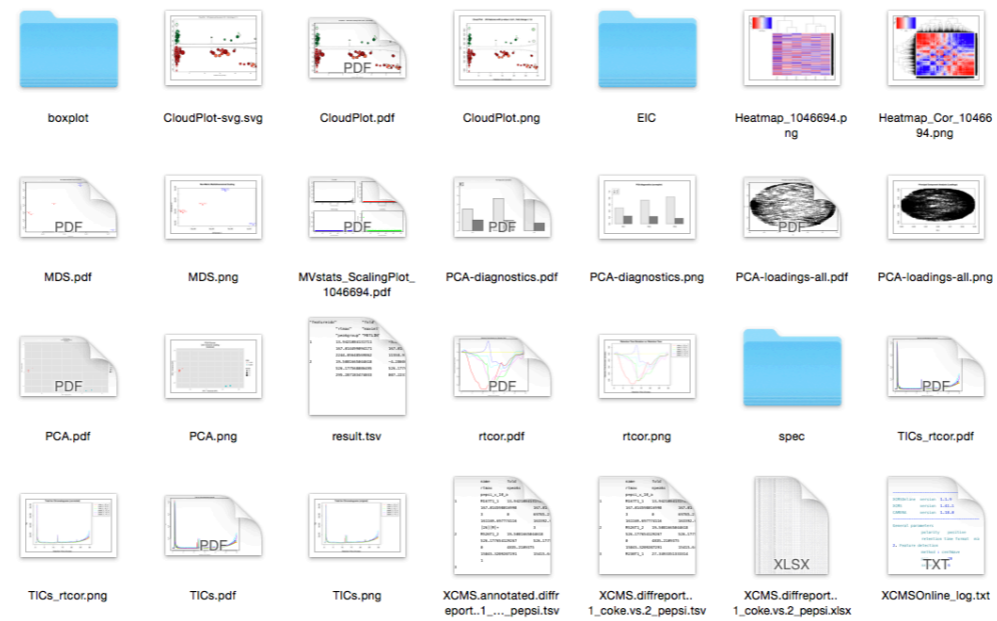 boxplot
CloudPlot-svg.svg
PDF
CloudPlot.pdf
CloudPlot.png
EIC
Heatmap_1046694.p
ng
Heatmap_Cor_10466
94.png
PDF
MDS.pdf
MDS.png
PDF
MVstats_ScalingPlot_
1046694.pdf
PDF
PCA-diagnostics.pdf
PCA-diagnostics.png
PDF
PCA-loadings-all.pdf
PCA-loadings-all.png
PDF
PCA.pdf
PCA.png
result.tsv
PDF
rtcor.pdf
rtcor.png
spec
PDF
TICs_rtcor.pdf
TICs_rtcor.png
PDF
TICs.pdf
TICs.png
XCMS.annotated.diffr
eport..1_..._pepsi.tsv
XCMS.diffreport..
1_coke.vs.2_pepsi.tsv
XLSX
XCMS.diffreport..
1_coke.vs.2_pepsi.xlsx
TXT
XCMSOnline_log.txt